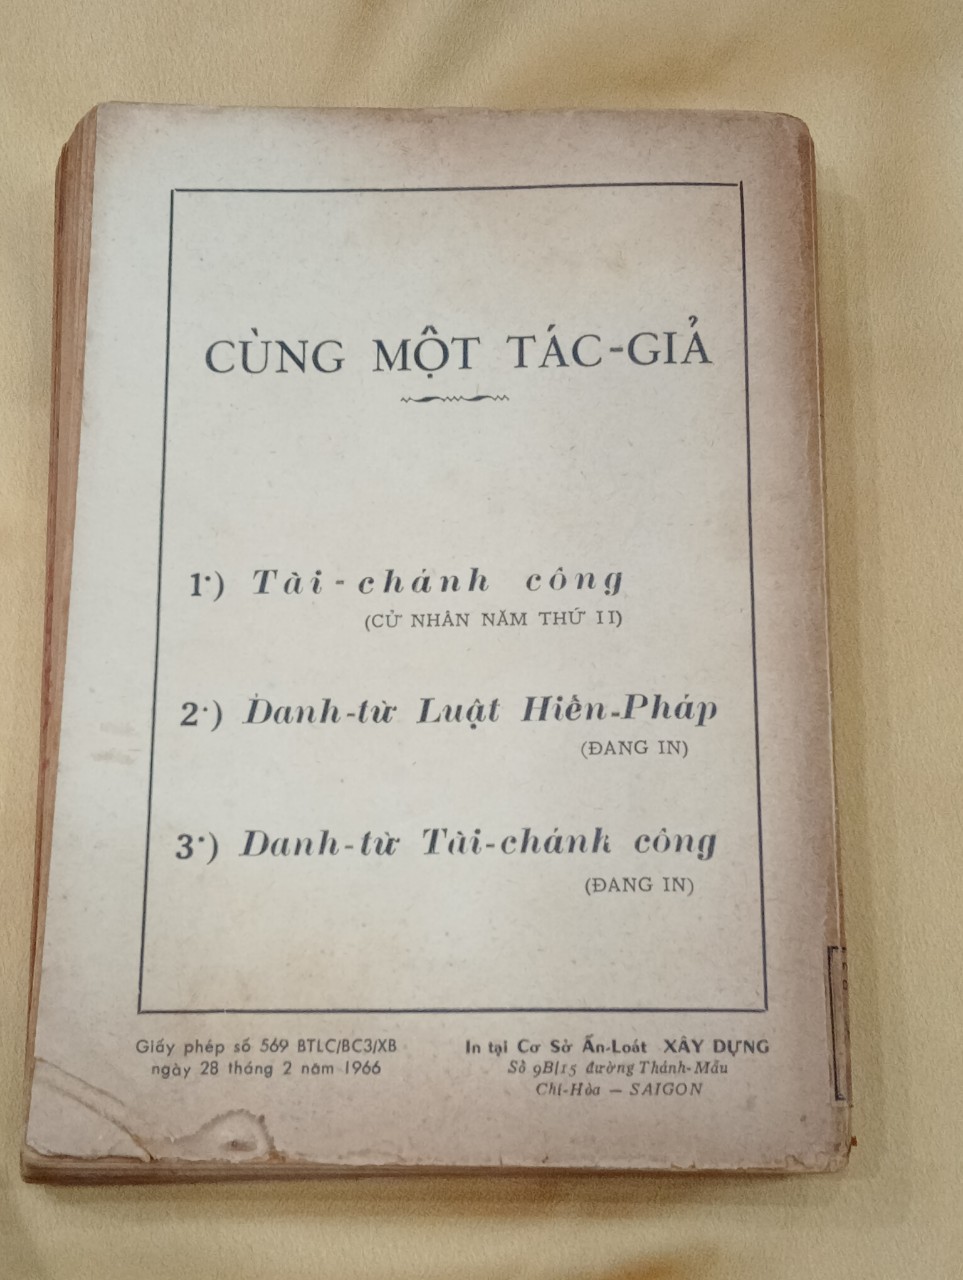 CÙNG MỘT TÁC-GIẢ
1·) Tài-chánh công
(CỬ NHÂN NĂM THỨ II)
2·) Danh-từ Luật Hiến-Pháp
(ĐANG IN)
3·) Danh-từ Tài-chánh công
(ĐANG IN)
Giấy phép số 569 BTLC/BC3/XB
ngày 28 tháng 2 năm 1966
In tại Cơ Sở Ấn-Loát XÂY DỰNG
Số 9B/15 đường Thánh-Mẫu
Chí-Hòa — SAIGON